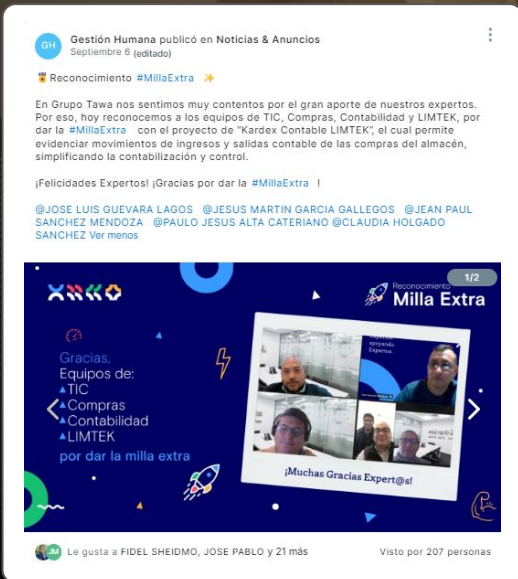 GH
Gestión Humana publicó en Noticias & Anuncios
Septiembre 6 (editado)
Reconocimiento #MillaExtra
En Grupo Tawa nos sentimos muy contentos por el gran aporte de nuestros expertos.
Por eso, hoy reconocemos a los equipos de TIC, Compras, Contabilidad y LIMTEK, por
dar la #MillaExtra con el proyecto de “Kardex Contable LIMTEK”, el cual permite
evidenciar movimientos de ingresos y salidas contable de las compras del almacén,
simplificando la contabilización y control.
¡Felicidades Expertos! ¡Gracias por dar la #MillaExtra !
@JOSE LUIS GUEVARA LAGOS @JESUS MARTIN GARCIA GALLEGOS @JEAN PAUL
SANCHEZ MENDOZA @PAULO JESUS ALTA CATERIANO @CLAUDIA HOLGADO
SANCHEZ Ver menos
1/2
Reconocimiento
Milla Extra
Gracias,
Equipos de:
TIC
Compras
Contabilidad
LIMTEK
por dar la milla extra
apoyando
Expertos.
¡Muchas Gracias Expert@s!
JM
Le gusta a FIDEL SHEIDMO, JOSE PABLO y 21 más
Visto por 207 personas